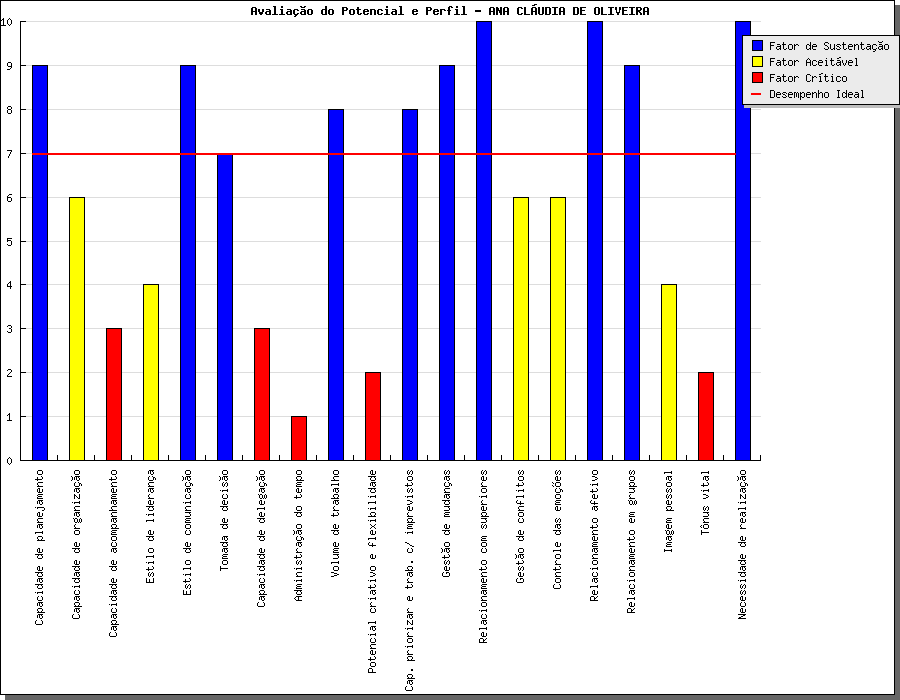 Avaliação do Potencial e Perfil - ANA CLÁUDIA DE OLIVEIRA
10
9
8
7
6
5
4
3
2
1
0
Fator de Sustentação
Fator Aceitável
Fator Crítico
Desempenho Ideal
Capacidade de planejamento
Capacidade de organização
Capacidade de acompanhamento
Estilo de liderança
Estilo de comunicação
Tomada de decisão
Capacidade de delegação
Administração do tempo
Volume de trabalho
Potencial criativo e flexibilidade
Cap. priorizar e trab. c/ imprevistos
Gestão de mudanças
Relacionamento com superiores
Gestão de conflitos
Controle das emoções
Relacionamento afetivo
Relacionamento em grupos
Imagem pessoal
Tônus vital
Necessidade de realização